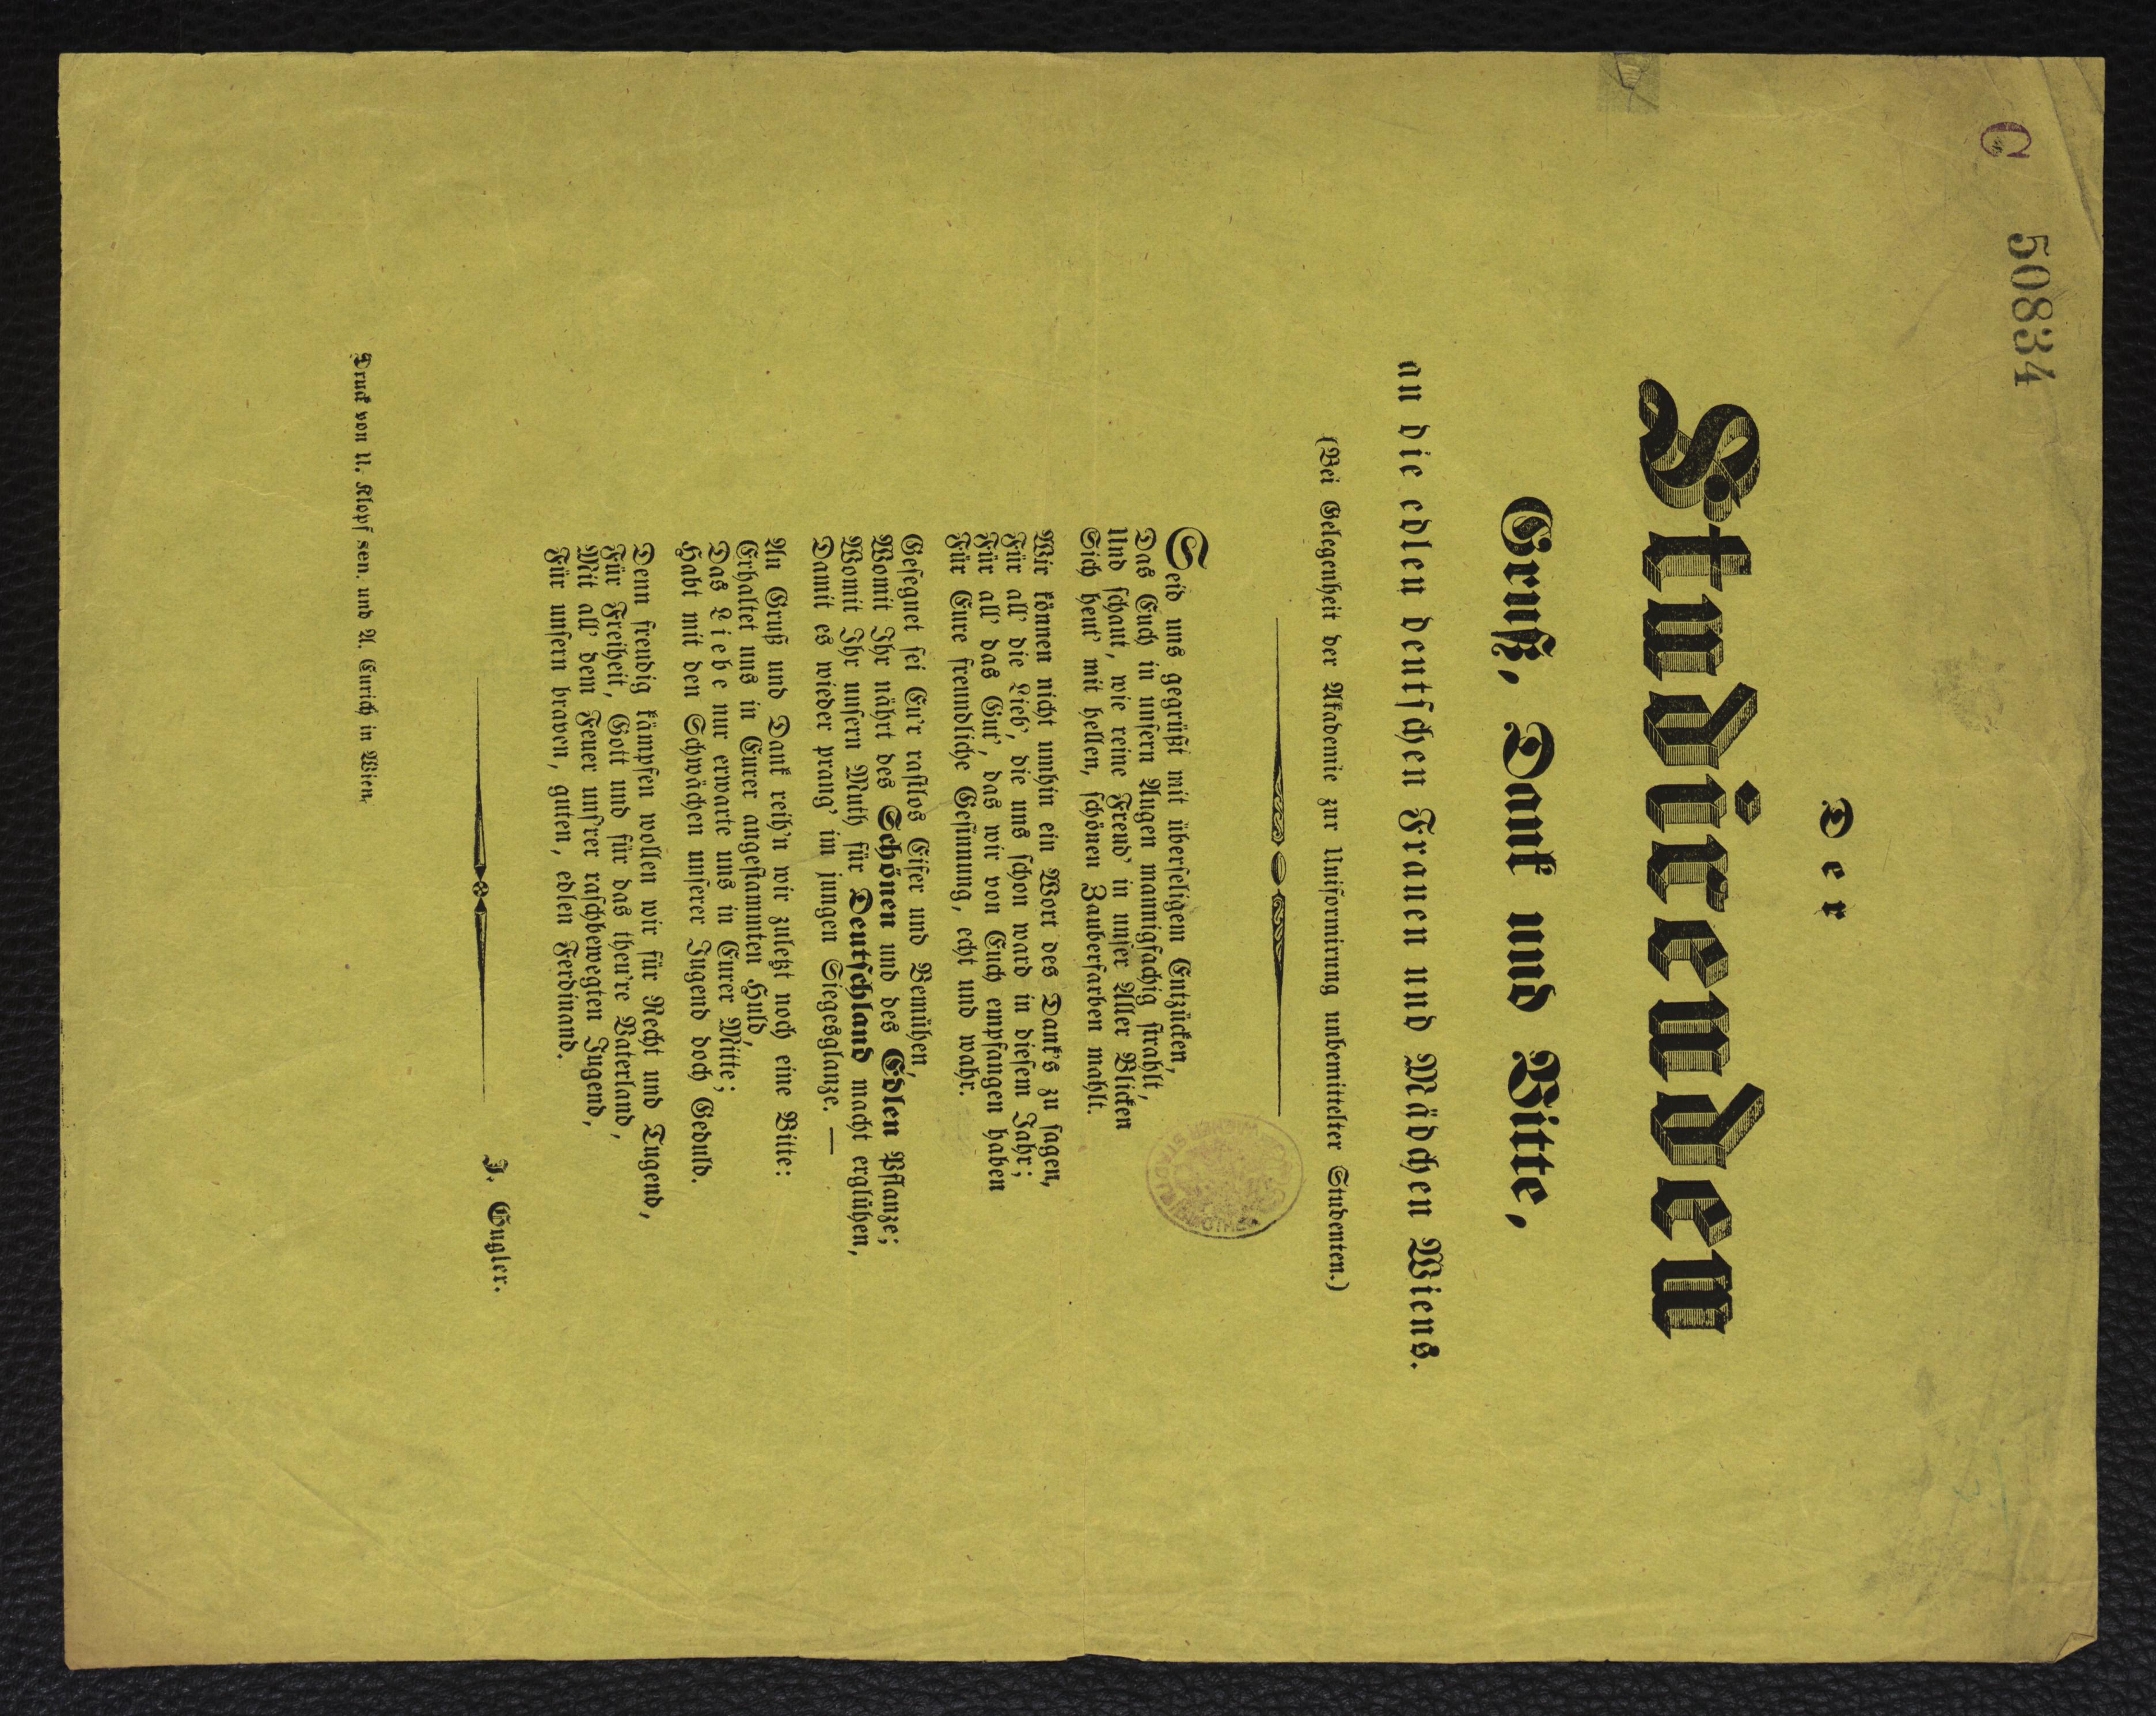 C 50834
Der
Studirenden
Gruß, Dank und Bitte,
an die edlen deutschen Frauen und Mädchen Wiens.
(Bei Gelegenheit der Akademie zur Uniformirung unbemittelter Studenten.)
Seid uns gegrüßt mit überseligem Entzücken,
Das Euch in unsern Augen mannigfachig strahlt,
Und schaut, wie reine Freud' in unser Aller Blicken
Sich heut' mit hellen, schönen Zauberfarben mahlt.
Wir können nicht umhin ein Wort des Dank's zu sagen,
Für all' die Lieb', die uns schon ward in diesem Jahr;
Für all' das Gut', das wir von Euch empfangen haben
Für Eure freundliche Gesinnung, echt und wahr.
Gesegnet sei Eu'r rastlos Eifer und Bemühen,
Womit Ihr nährt des Schönen und des Edlen Pflanze;
Womit Ihr unsern Muth für Deutschland macht erglühen,
Damit es wieder prang' im jungen Siegesglanze. —
An Gruß und Dank reih'n wir zuletzt noch eine Bitte:
Erhaltet uns in Eurer angestammten Huld,
Das Liebe nur erwarte uns in Eurer Mitte;
Habt mit den Schwächen unserer Jugend doch Geduld.
Denn freudig kämpfen wollen wir für Recht und Tugend,
Für Freiheit, Gott und für das theu're Vaterland,
Mit all' dem Feuer uns'rer raschbewegten Jugend,
Für unsern braven, guten, edlen Ferdinand.
J. Gugler.
Druck von U. Klopf sen. und A. Eurich in Wien.